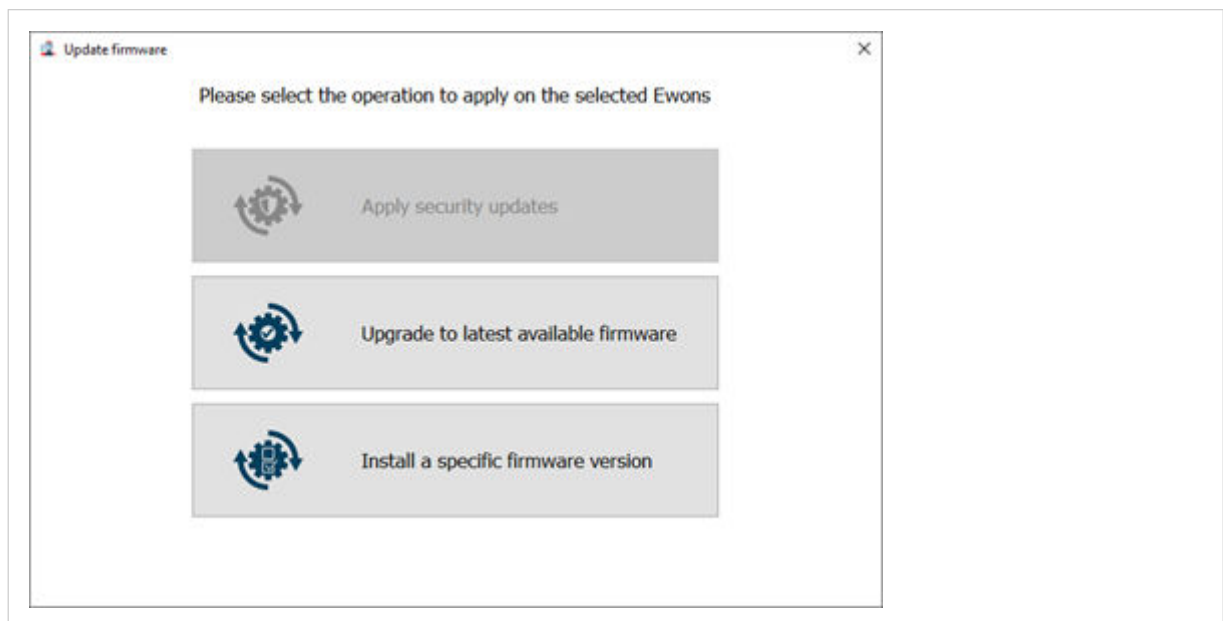 Update firmware
Please select the operation to apply on the selected Ewons
Apply security updates
Upgrade to latest available firmware
Install a specific firmware version